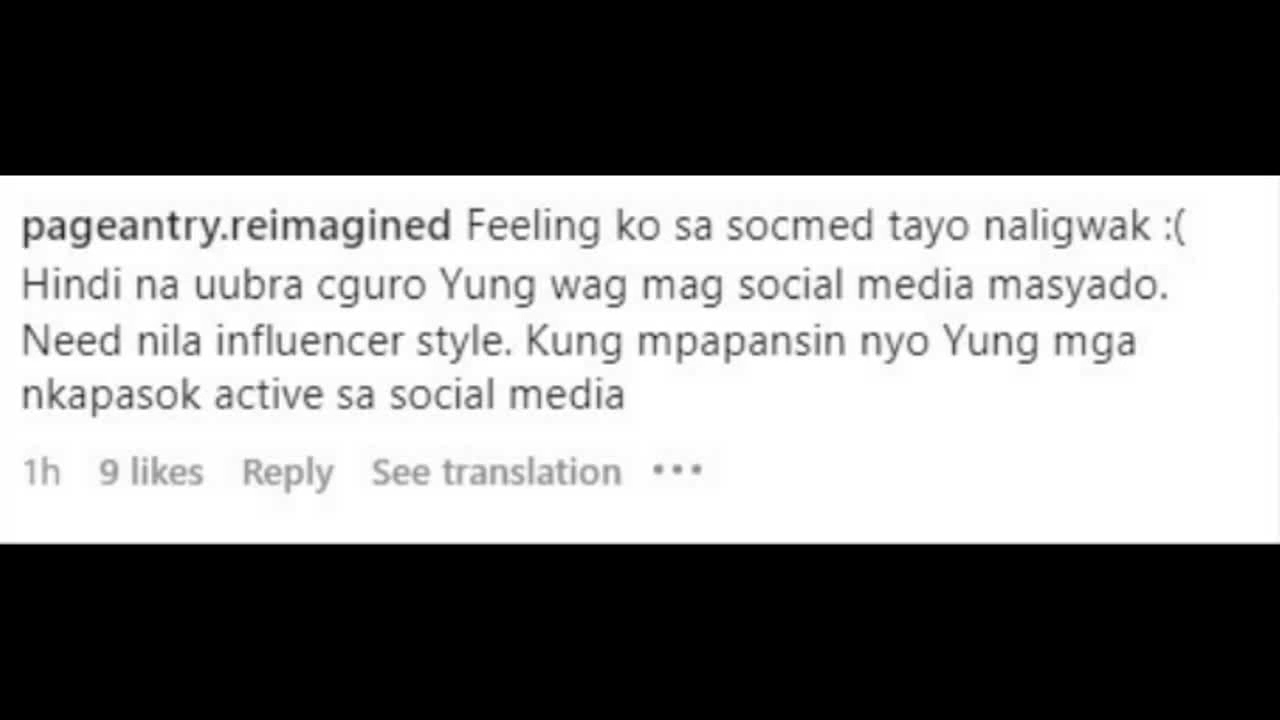 pageantry.reimagined Feeling ko sa socmed tayo naligwak :(
Hindi na uubra cguro Yung wag mag social media masyado.
Need nila influencer style. Kung mpapansin nyo Yung mga
nkapasok active sa social media
1h 9 likes Reply See translation •••